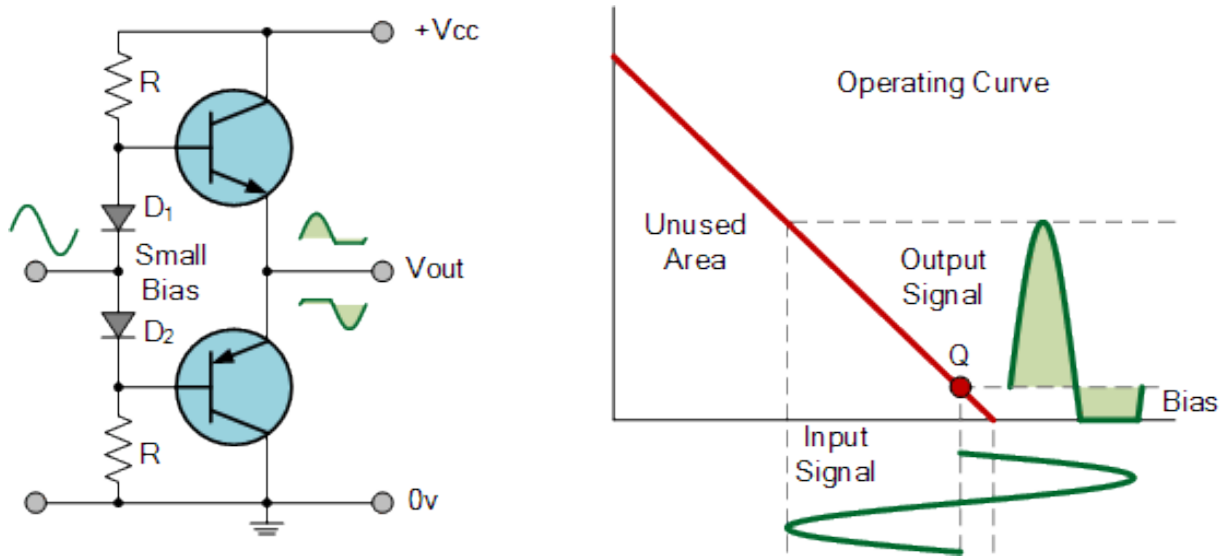 +Vcc
R
D₁
Small
Bias
Vout
D₂
R
0v
Operating Curve
Unused
Area
Output
Signal
Q
Bias
Input
Signal